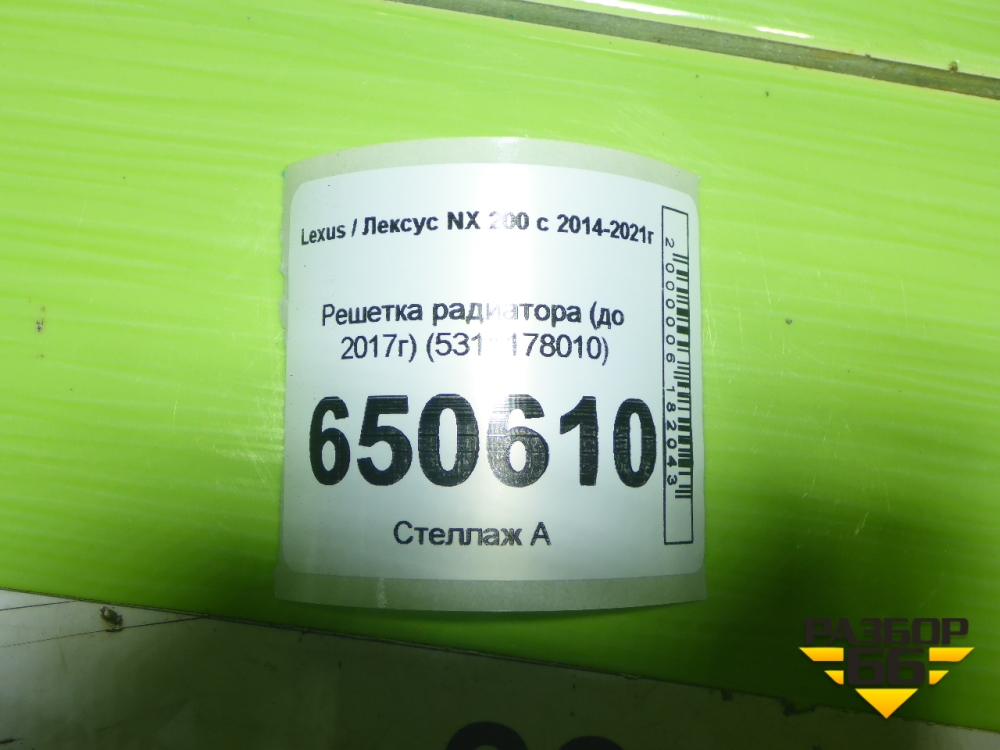 Lexus / Лексус NX 200 с 2014-2021г
Решетка радиатора (до
2017г)
650610
Стеллаж А
2000006182043
РАЗБОР
66